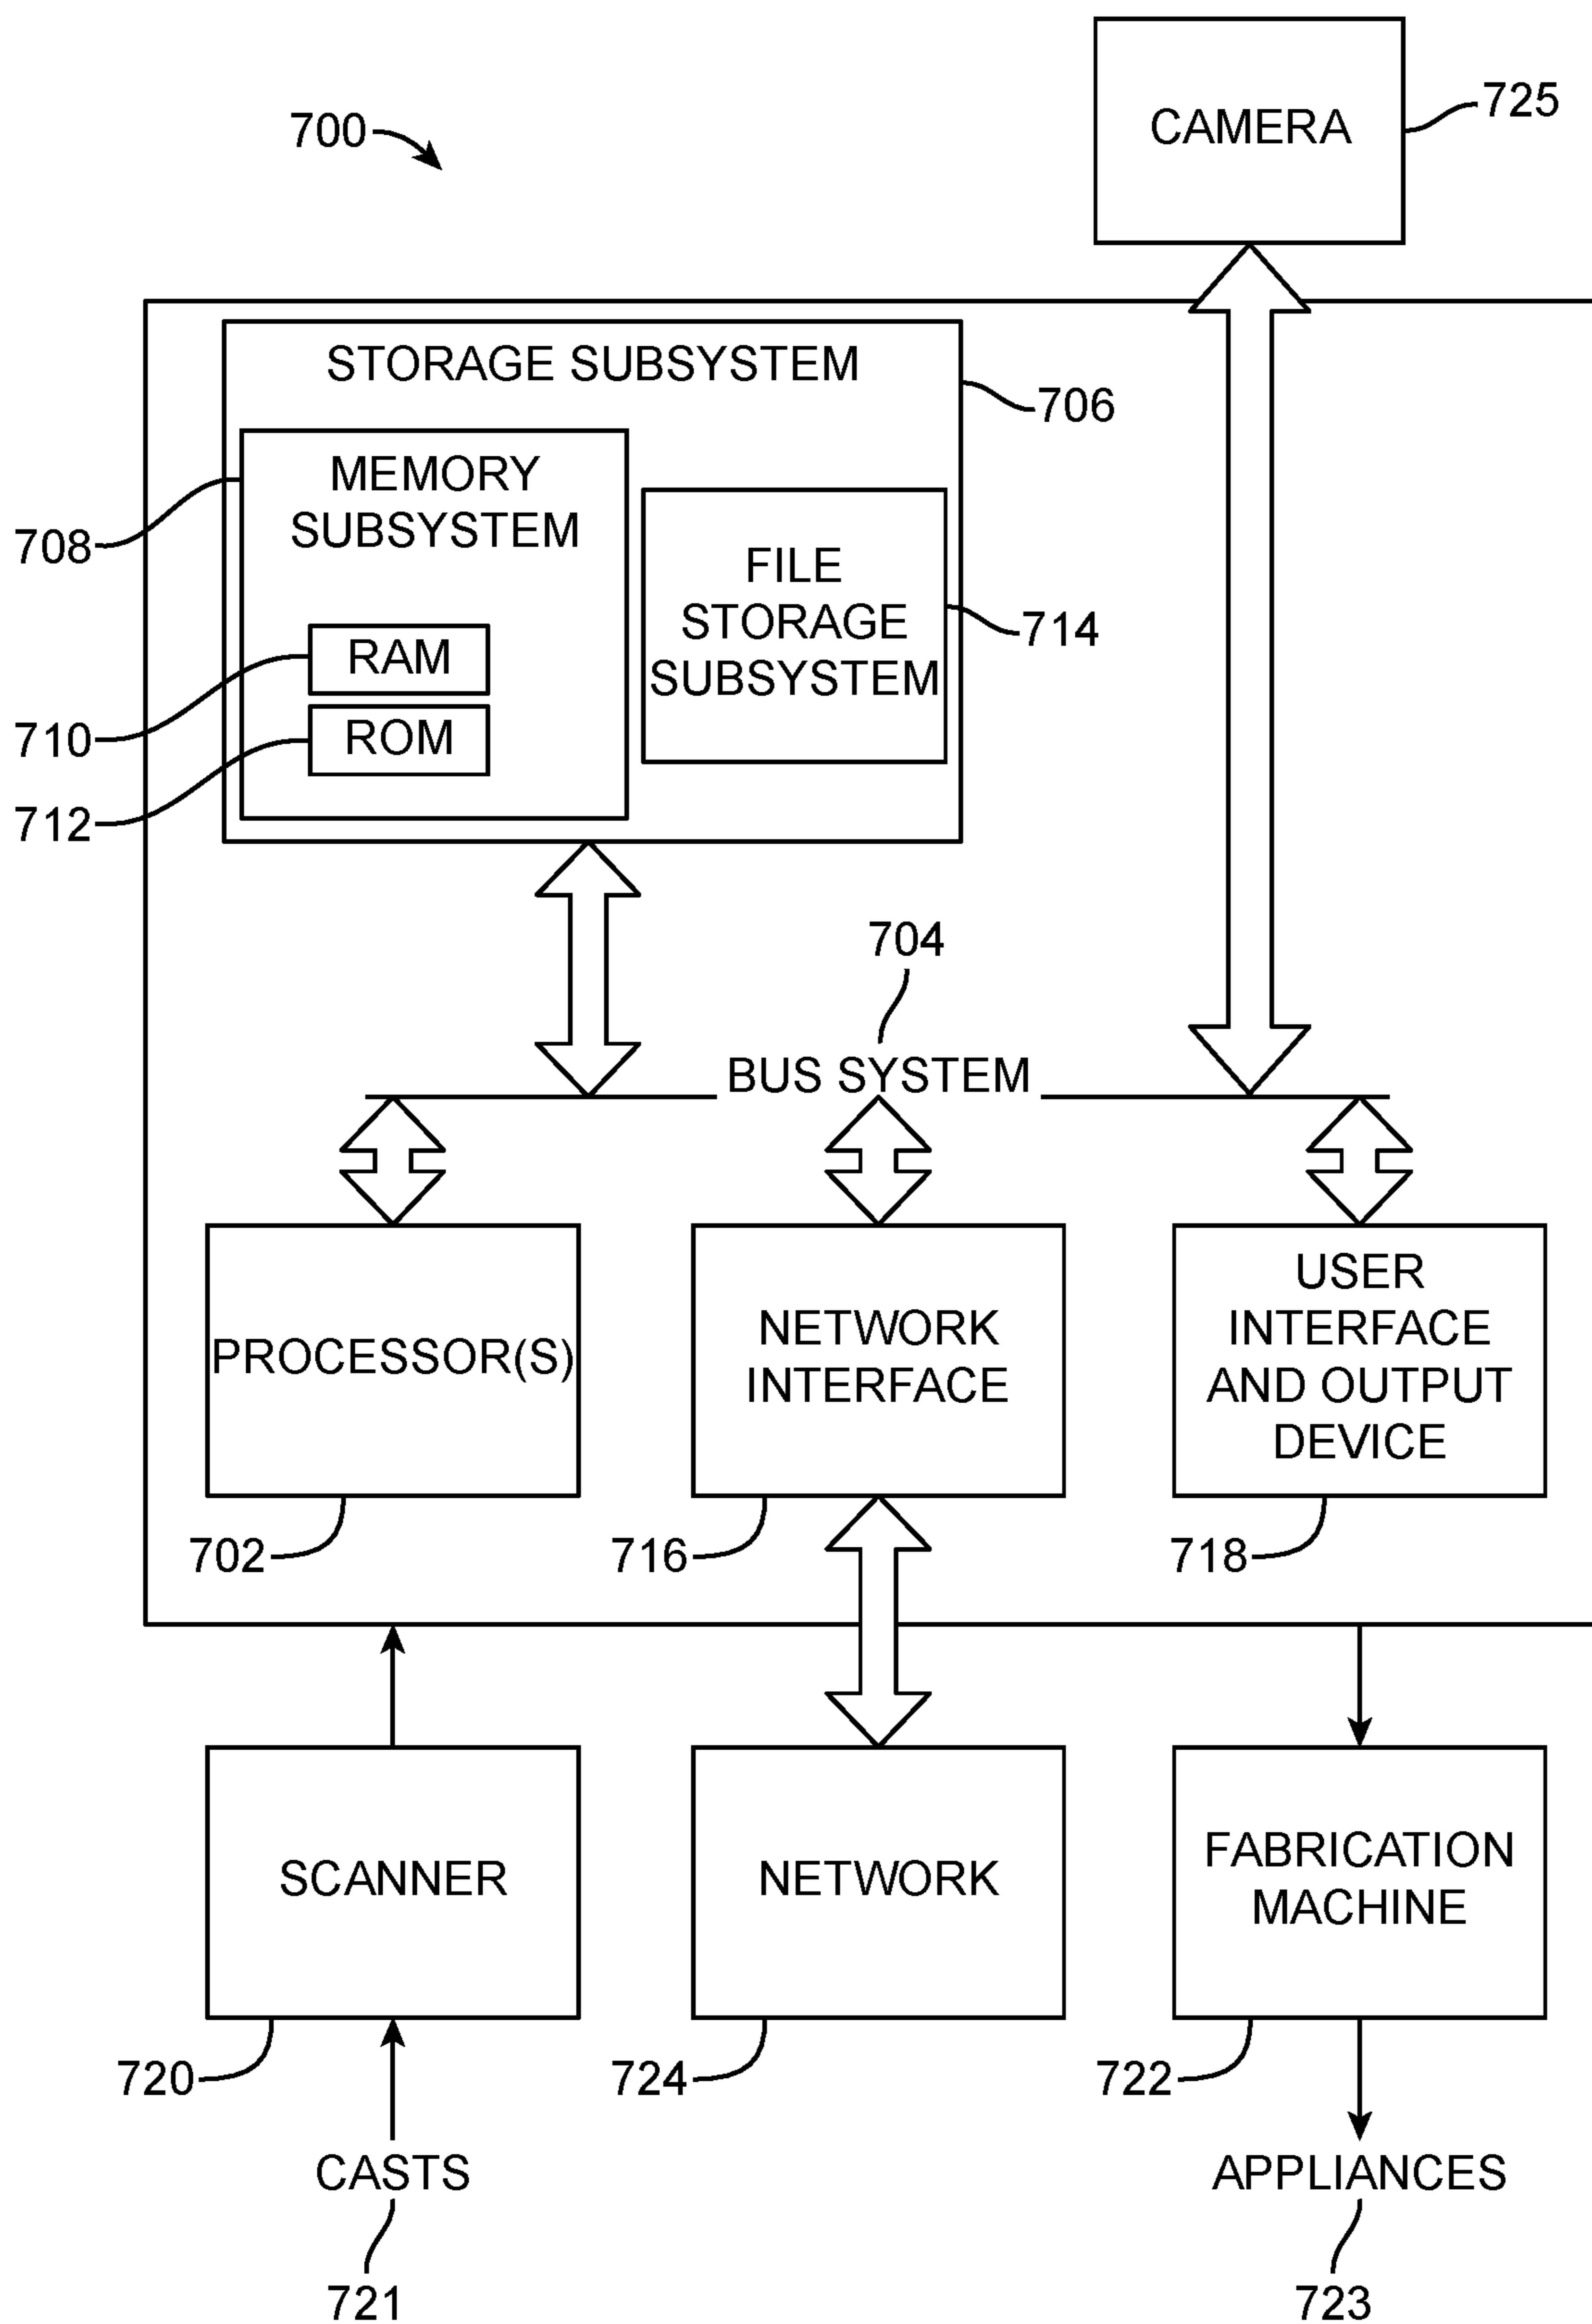 700
CAMERA
725
STORAGE SUBSYSTEM
706
MEMORY
SUBSYSTEM
708
FILE
STORAGE
SUBSYSTEM
714
RAM
710
ROM
712
704
BUS SYSTEM
PROCESSOR(S)
702
NETWORK
INTERFACE
716
USER
INTERFACE
AND OUTPUT
DEVICE
718
SCANNER
720
NETWORK
724
FABRICATION
MACHINE
722
CASTS
721
APPLIANCES
723